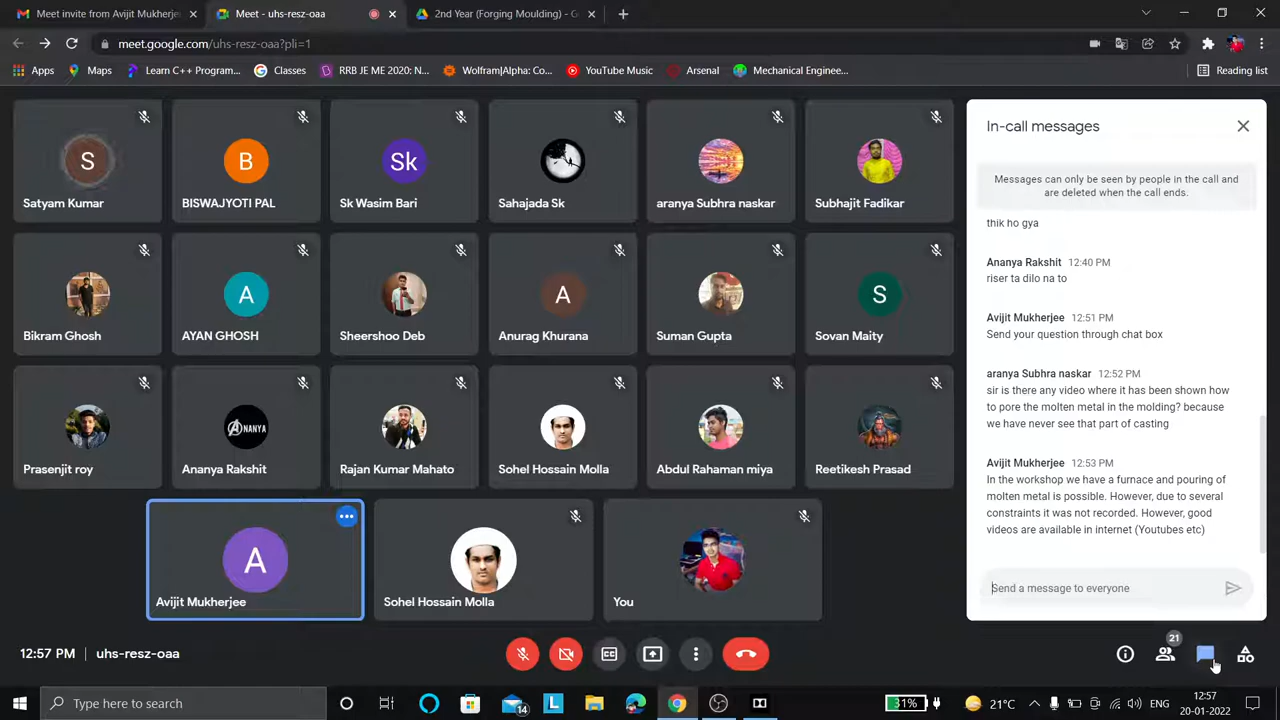 Meet invite from Avijit Mukherjee
Meet - uhs-resz-oaa
2nd Year (Forging Moulding) - G
meet.google.com/uhs-resz-oaa?pli=1
Apps
Maps
Learn C++ Program...
Classes
RRB JE ME 2020: N...
Wolfram|Alpha: Co...
YouTube Music
Arsenal
Mechanical Enginee...
Reading list
S
Satyam Kumar
B
BISWAJYOTI PAL
Sk
Sk Wasim Bari
Sahajada Sk
aranya Subhra naskar
Subhajit Fadikar
Bikram Ghosh
A
AYAN GHOSH
Sheershoo Deb
A
Anurag Khurana
Suman Gupta
S
Sovan Maity
Prasenjit roy
ANANYA
Ananya Rakshit
Rajan Kumar Mahato
Sohel Hossain Molla
Abdul Rahaman miya
Reetikesh Prasad
A
Avijit Mukherjee
Sohel Hossain Molla
You
In-call messages
Messages can only be seen by people in the call and
are deleted when the call ends.
thik ho gya
Ananya Rakshit 12:40 PM
riser ta dilo na to
Avijit Mukherjee 12:51 PM
Send your question through chat box
aranya Subhra naskar 12:52 PM
sir is there any video where it has been shown how
to pore the molten metal in the molding? because
we have never see that part of casting
Avijit Mukherjee 12:53 PM
In the workshop we have a furnace and pouring of
molten metal is possible. However, due to several
constraints it was not recorded. However, good
videos are available in internet (Youtubes etc)
Send a message to everyone
12:57 PM | uhs-resz-oaa
21
Type here to search
14
L
31%
21°C
ENG
12:57
20-01-2022